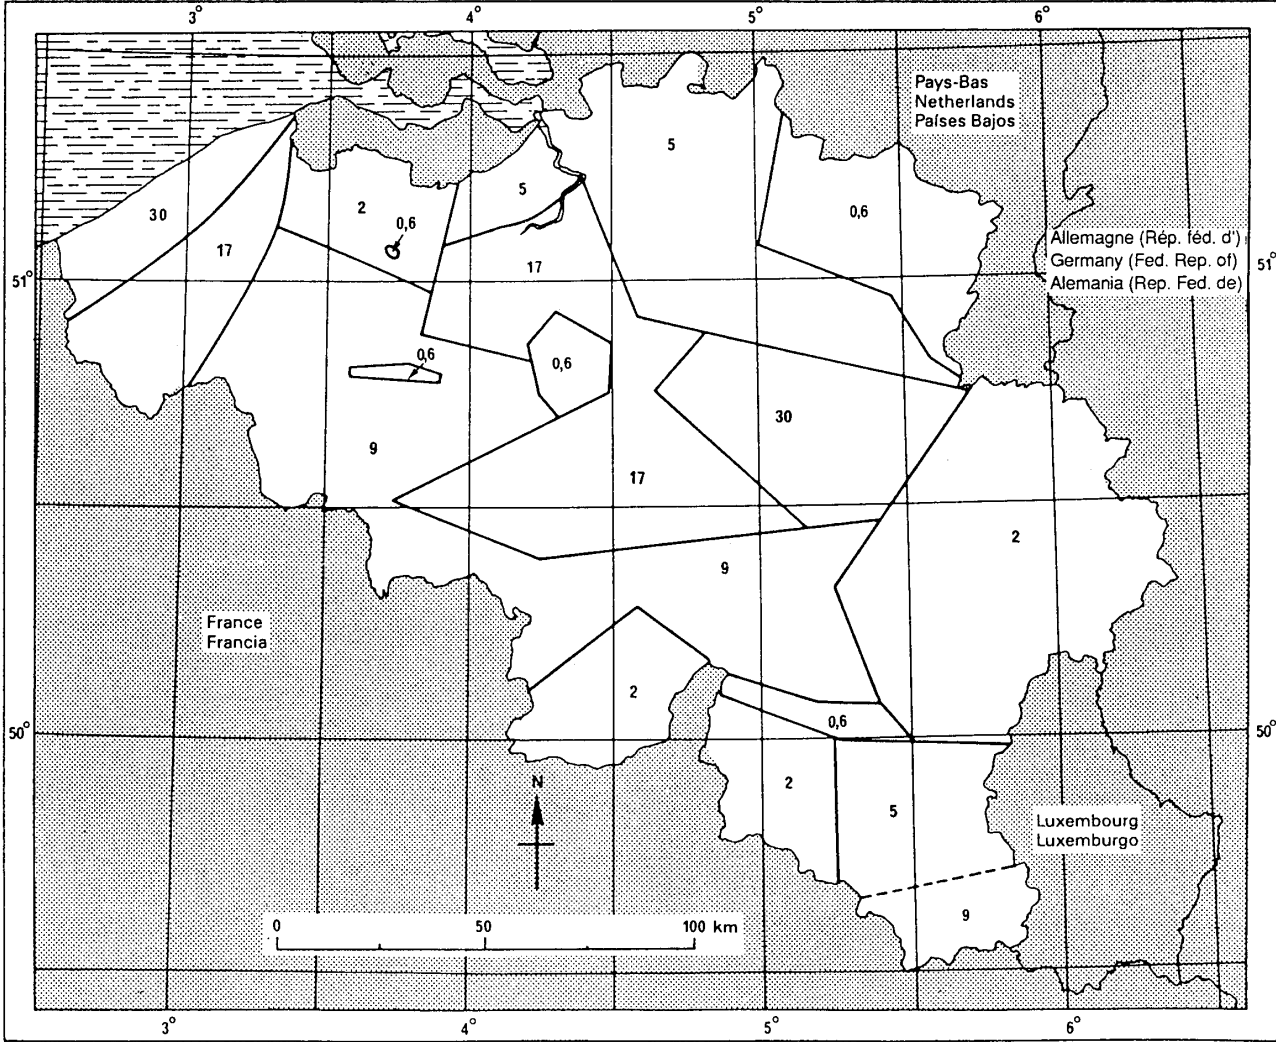 3° 4° 5° 6°
Pays-Bas
Netherlands
Países Bajos
5
5
2
0,6
30
0,6
17
17
Allemagne (Rép. féd. d')
Germany (Fed. Rep. of)
Alemania (Rep. Fed. de)
51° 51°
0,6
0,6
30
9
17
2
9
France
Francia
2
0,6
50° 50°
N
2
5
Luxembourg
Luxemburgo
9
0 50 100 km
3° 4° 5° 6°